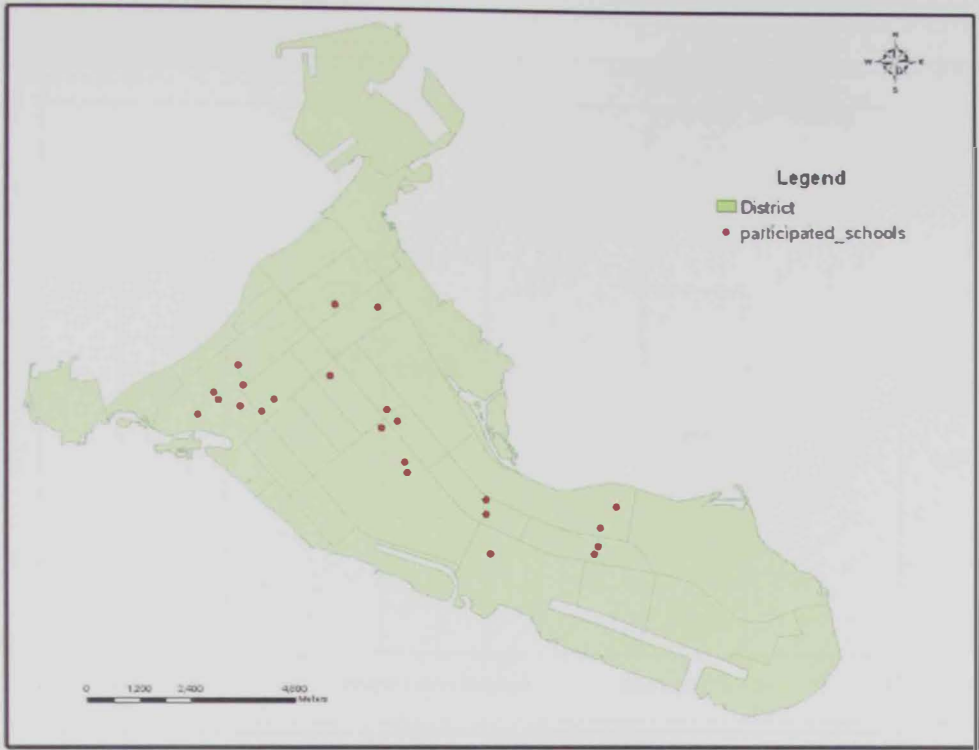 N
W E
S
Legend
District
participated_schools
0 1,200 2,400 4,800
Meters